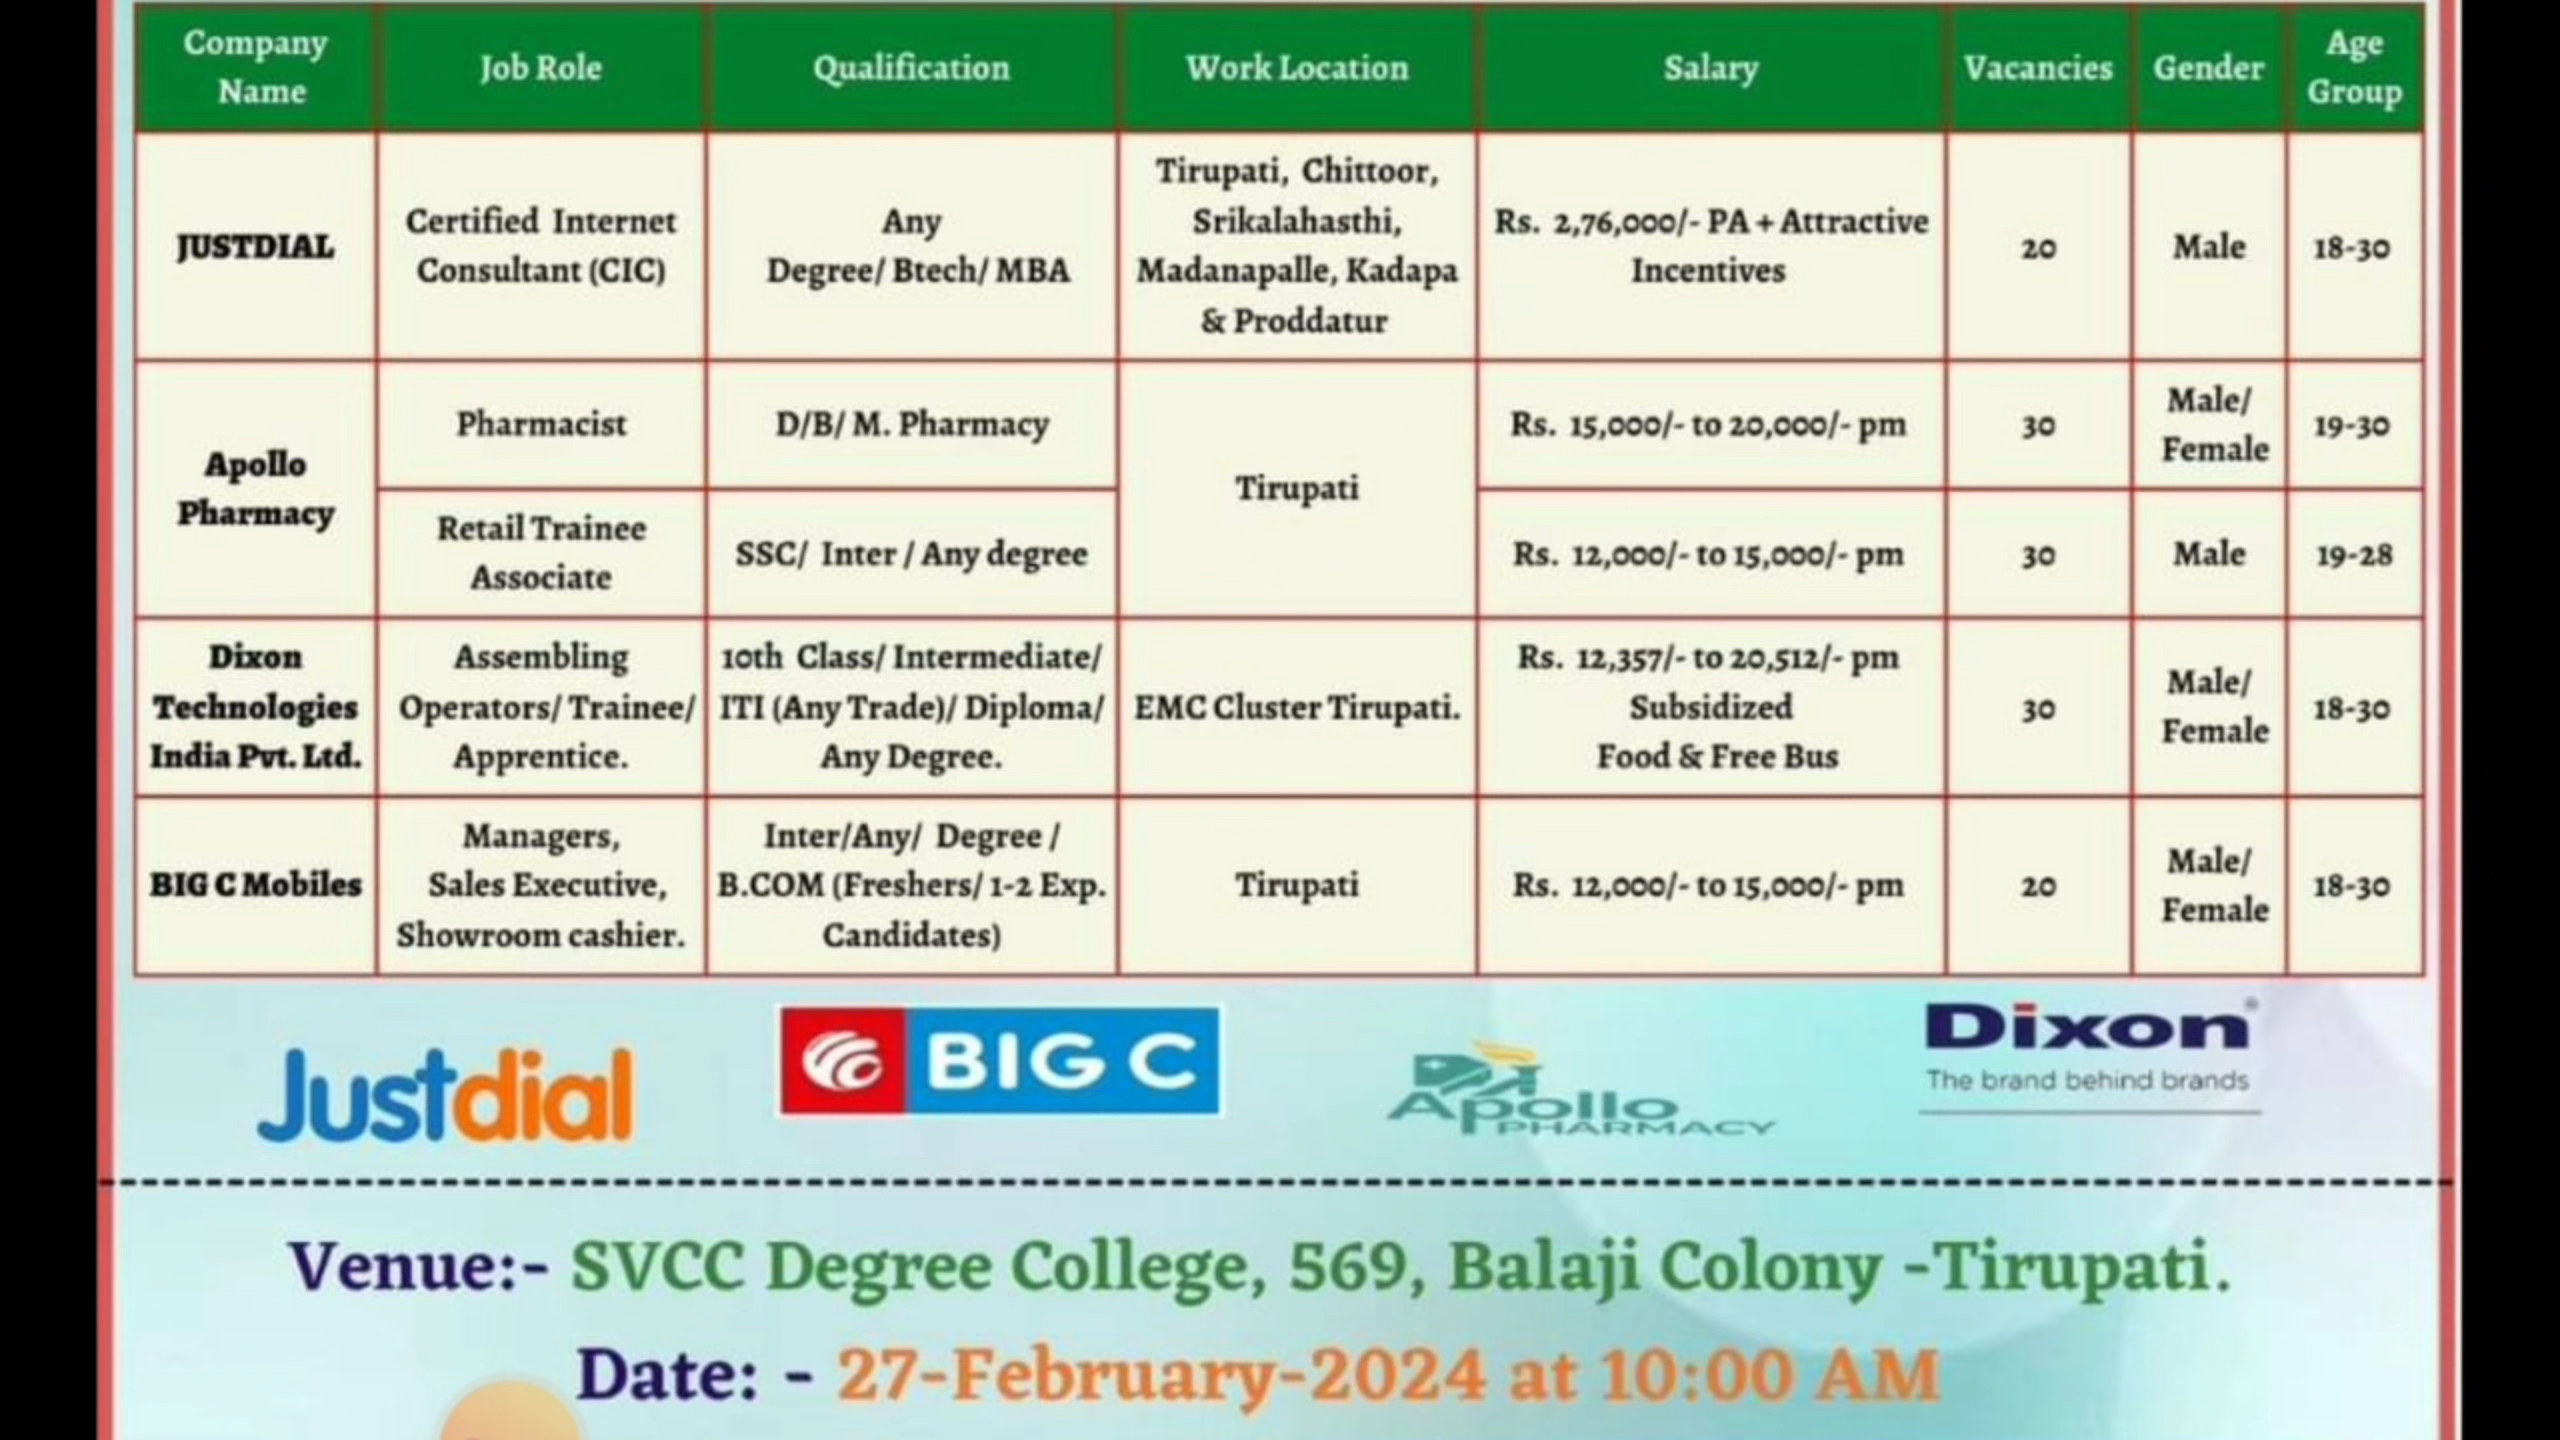 Company
Name
Job Role
Qualification
Work Location
Salary
Vacancies
Gender
Age
Group
JUSTDIAL
Certified Internet
Consultant (CIC)
Any
Degree/ Btech/ MBA
Tirupati, Chittoor,
Srikalahasthi,
Madanapalle, Kadapa
& Proddatur
Rs. 2,76,000/- PA + Attractive
Incentives
20
Male
18-30
Apollo
Pharmacy
Pharmacist
D/B/ M. Pharmacy
Tirupati
Rs. 15,000/- to 20,000/- pm
30
Male/
Female
19-30
Retail Trainee
Associate
SSC/ Inter / Any degree
Rs. 12,000/- to 15,000/- pm
30
Male
19-28
Dixon
Technologies
India Pvt. Ltd.
Assembling
Operators/ Trainee/
Apprentice.
10th Class/ Intermediate/
ITI (Any Trade)/ Diploma/
Any Degree.
EMC Cluster Tirupati.
Rs. 12,357/- to 20,512/- pm
Subsidized
Food & Free Bus
30
Male/
Female
18-30
BIG C Mobiles
Managers,
Sales Executive,
Showroom cashier.
Inter/Any/ Degree /
B.COM (Freshers/ 1-2 Exp.
Candidates)
Tirupati
Rs. 12,000/- to 15,000/- pm
20
Male/
Female
18-30
Justdial
BIG C
Apollo
PHARMACY
Dixon®
The brand behind brands
Venue:- SVCC Degree College, 569, Balaji Colony -Tirupati.
Date: - 27-February-2024 at 10:00 AM